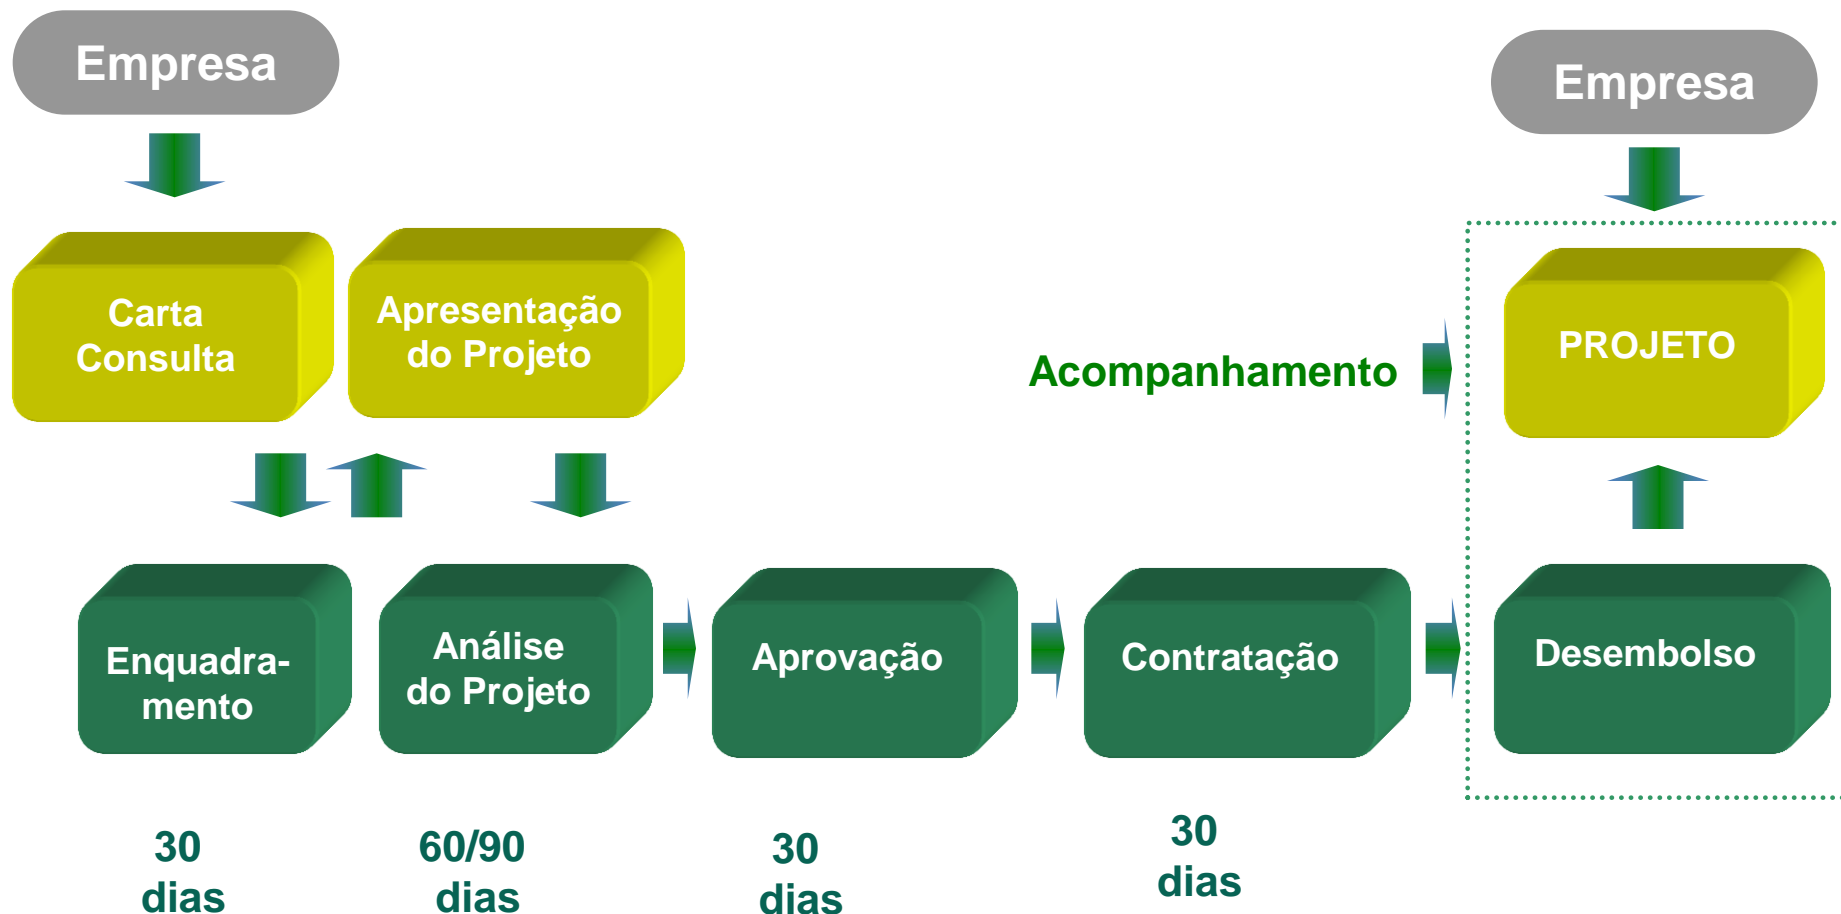 Empresa
Empresa
Carta
Consulta
Apresentação
do Projeto
Acompanhamento
PROJETO
Enquadra-
mento
Análise
do Projeto
Aprovação
Contratação
Desembolso
30
dias
60/90
dias
30
dias
30
dias